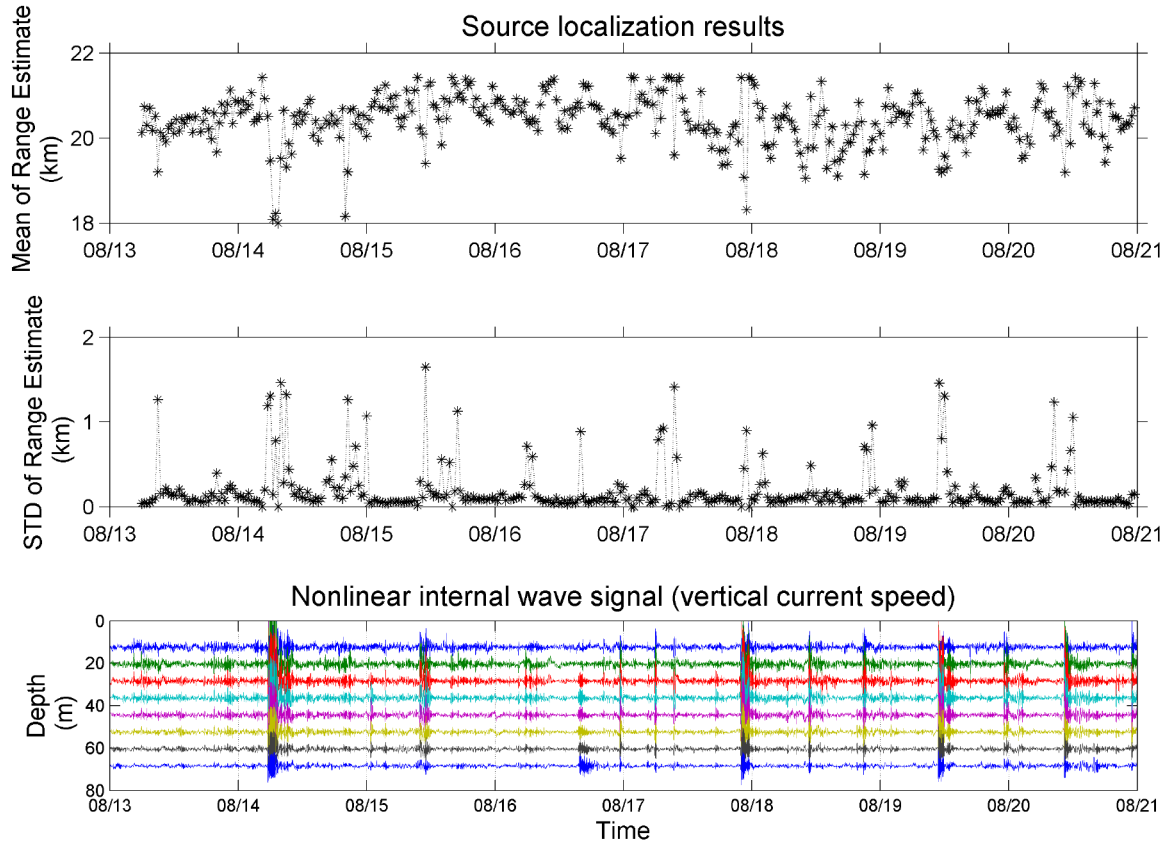 Source localization results
Mean of Range Estimate
(km)
22
20
18
08/13 08/14 08/15 08/16 08/17 08/18 08/19 08/20 08/21
STD of Range Estimate
(km)
2
1
0
08/13 08/14 08/15 08/16 08/17 08/18 08/19 08/20 08/21
Nonlinear internal wave signal (vertical current speed)
Depth
(m)
0
20
40
60
80
08/13 08/14 08/15 08/16 08/17 08/18 08/19 08/20 08/21
Time